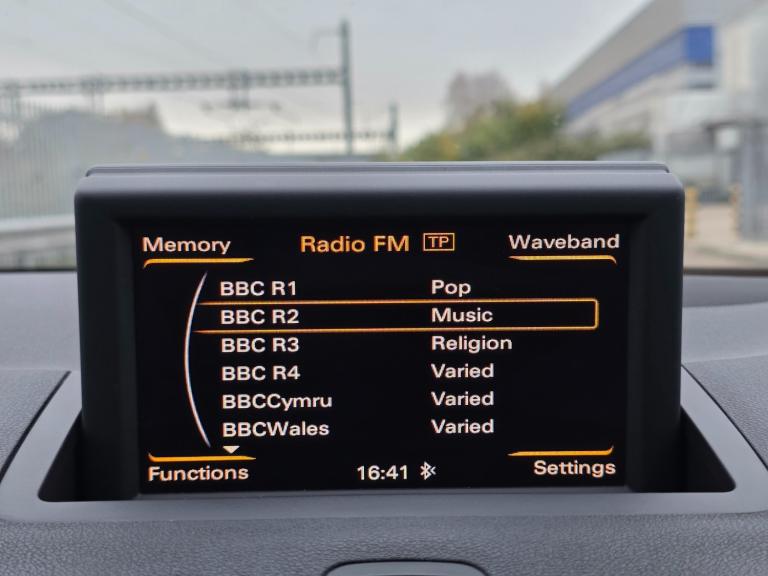 Memory Radio FM TP Waveband
BBC R1 Pop
BBC R2 Music
BBC R3 Religion
BBC R4 Varied
BBCCymru Varied
BBCWales Varied
Functions 16:41 Settings